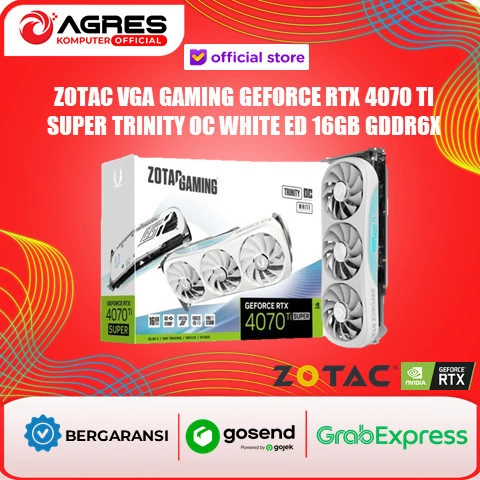 AGRES
KOMPUTER OFFICIAL
official store
ZOTAC VGA GAMING GEFORCE RTX 4070 TI
SUPER TRINITY OC WHITE ED 16GB GDDR6X
ZOTAC GAMING
TRINITY OC
WHITE
GEFORCE RTX
4070 Ti
SUPER
16GB
GEFORCE RTX
4070 Ti SUPER
ZOTAC
NVIDIA
GEFORCE
RTX
BERGARANSI
gosend
Powered by gojek
GrabExpress